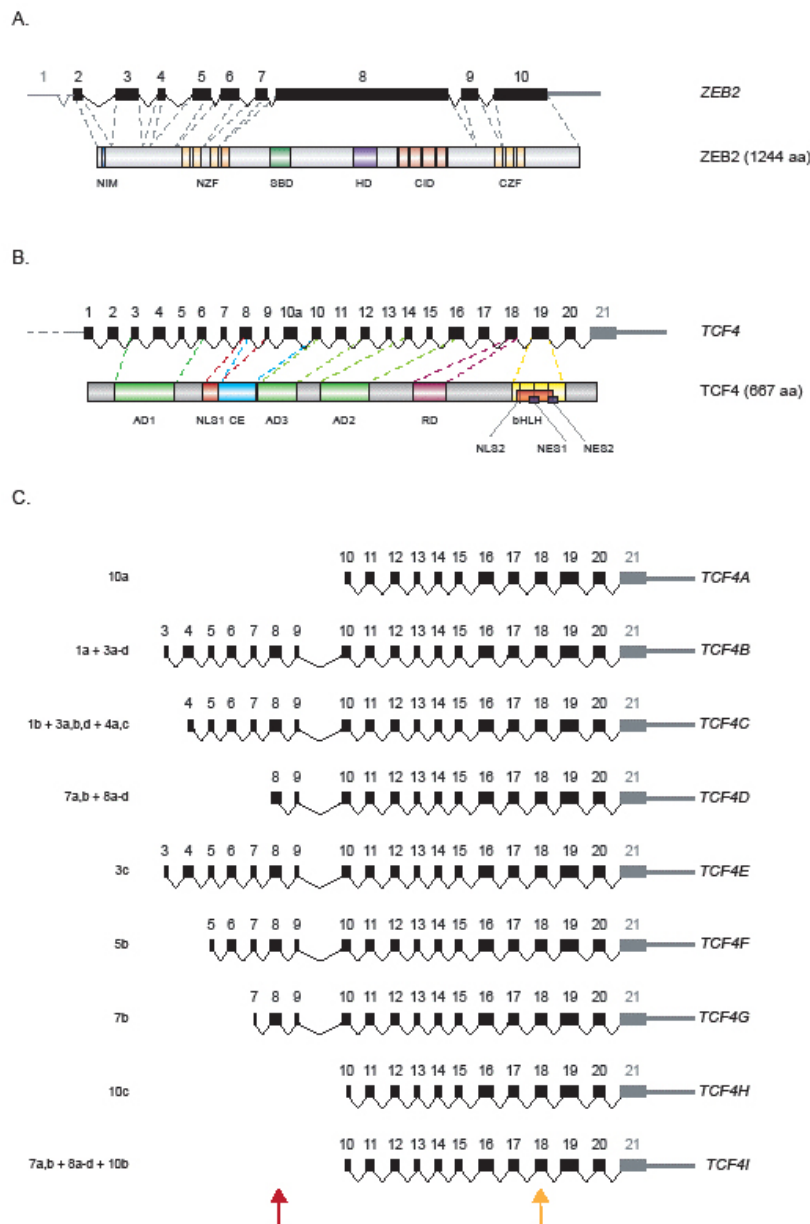 A.
1 2 3 4 5 6 7 8 9 10
ZEB2
ZEB2 (1244 aa)
NIM NZF SBD HD CID CZF
B.
1 2 3 4 5 6 7 8 9 10a 10 11 12 13 14 15 16 17 18 19 20 21
TCF4
TCF4 (667 aa)
AD1 NLS1 CE AD3 AD2 RD bHLH
NLS2 NES1 NES2
C.
10 11 12 13 14 15 16 17 18 19 20 21
10a TCF4A
3 4 5 6 7 8 9 10 11 12 13 14 15 16 17 18 19 20 21
1a + 3a-d TCF4B
4 5 6 7 8 9 10 11 12 13 14 15 16 17 18 19 20 21
1b + 3a,b,d + 4a,c TCF4C
8 9 10 11 12 13 14 15 16 17 18 19 20 21
7a,b + 8a-d TCF4D
3 4 5 6 7 8 9 10 11 12 13 14 15 16 17 18 19 20 21
3c TCF4E
5 6 7 8 9 10 11 12 13 14 15 16 17 18 19 20 21
5b TCF4F
7 8 9 10 11 12 13 14 15 16 17 18 19 20 21
7b TCF4G
10 11 12 13 14 15 16 17 18 19 20 21
10c TCF4H
10 11 12 13 14 15 16 17 18 19 20 21
7a,b + 8a-d + 10b TCF4I